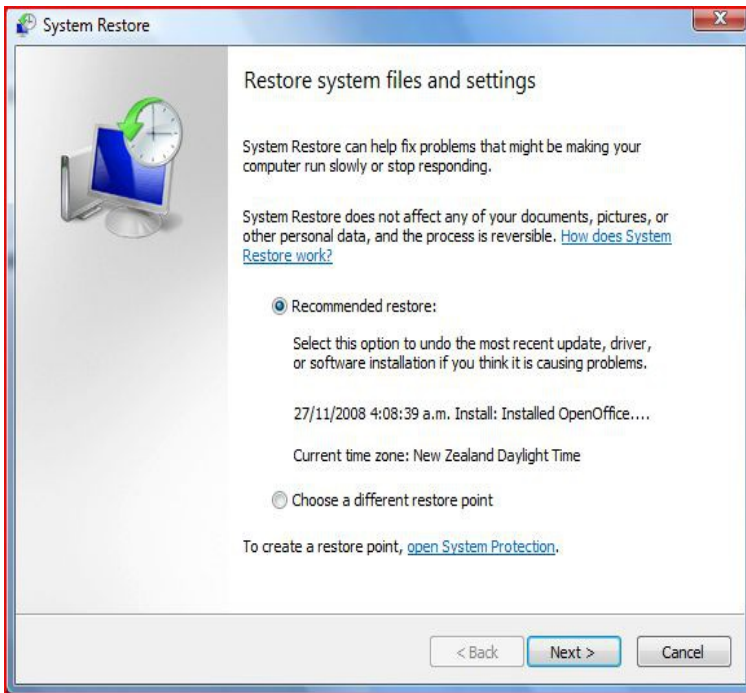 System Restore
Restore system files and settings
System Restore can help fix problems that might be making your
computer run slowly or stop responding.
System Restore does not affect any of your documents, pictures, or
other personal data, and the process is reversible. How does System
Restore work?
Recommended restore:
Select this option to undo the most recent update, driver,
or software installation if you think it is causing problems.
27/11/2008 4:08:39 a.m. Install: Installed OpenOffice....
Current time zone: New Zealand Daylight Time
Choose a different restore point
To create a restore point, open System Protection.
< Back
Next >
Cancel